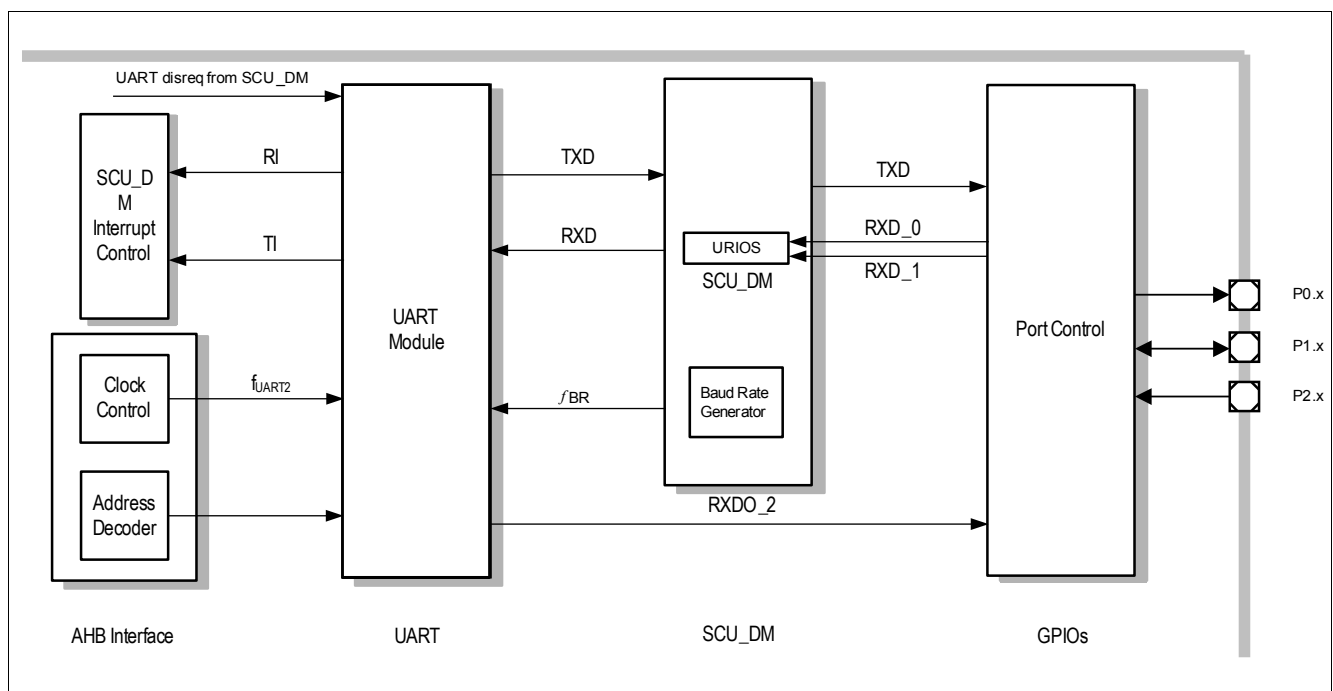 UART disreq from SCU_DM
SCU_D
M
Interrupt
Control
RI
TI
UART
Module
TXD
RXD
URIOS
SCU_DM
TXD
RXD_0
RXD_1
Port Control
P0.x
P1.x
P2.x
Clock
Control
fUART2
fBR
Baud Rate
Generator
Address
Decoder
RXDO_2
AHB Interface
UART
SCU_DM
GPIOs